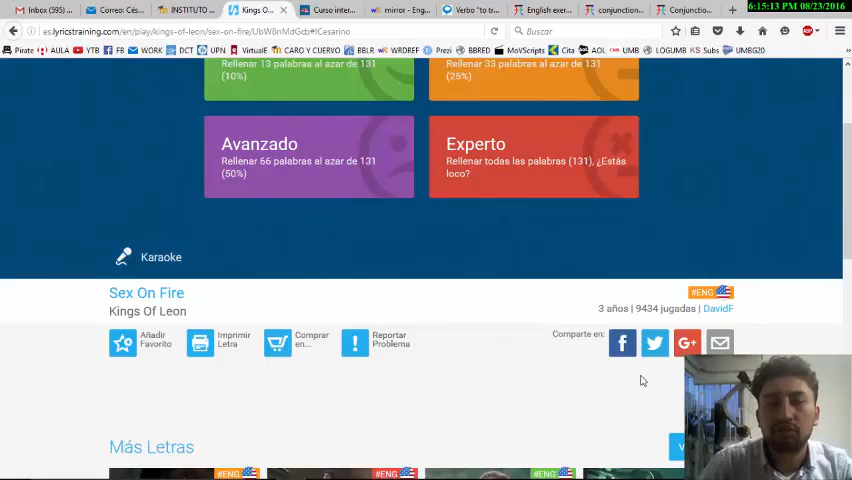 6:15:13 PM 08/23/2016
Inbox (595) ...
Correo: Cés...
INSTITUTO ...
Kings O...
Curso inter...
mirror - Eng...
Verbo "to tr...
English exer...
conjunction...
Conjunctio...
es.lyricstraining.com/en/play/kings-of-leon/sex-on-fire/UbW8nMdGcb#!Cesarino
Buscar
Pirate AULA YTB FB WORK DCT UPN VirtualE TAM CARO Y CUERVO BBLR WRDREF Prezi BBRED MovScripts Cita AOL UMB LOGUMB Ks Subs UMBG20
Rellenar 13 palabras al azar de 131
(10%)
Rellenar 33 palabras al azar de 131
(25%)
Avanzado
Rellenar 66 palabras al azar de 131
(50%)
Experto
Rellenar todas las palabras (131), ¿Estás
loco?
Karaoke
Sex On Fire
#ENG
Kings Of Leon
3 años | 9434 jugadas | DavidF
Añadir
Favorito
Imprimir
Letra
Comprar
en...
Reportar
Problema
Comparte en:
f
G+
Más Letras
V
#ENG
#ENG
#ENG